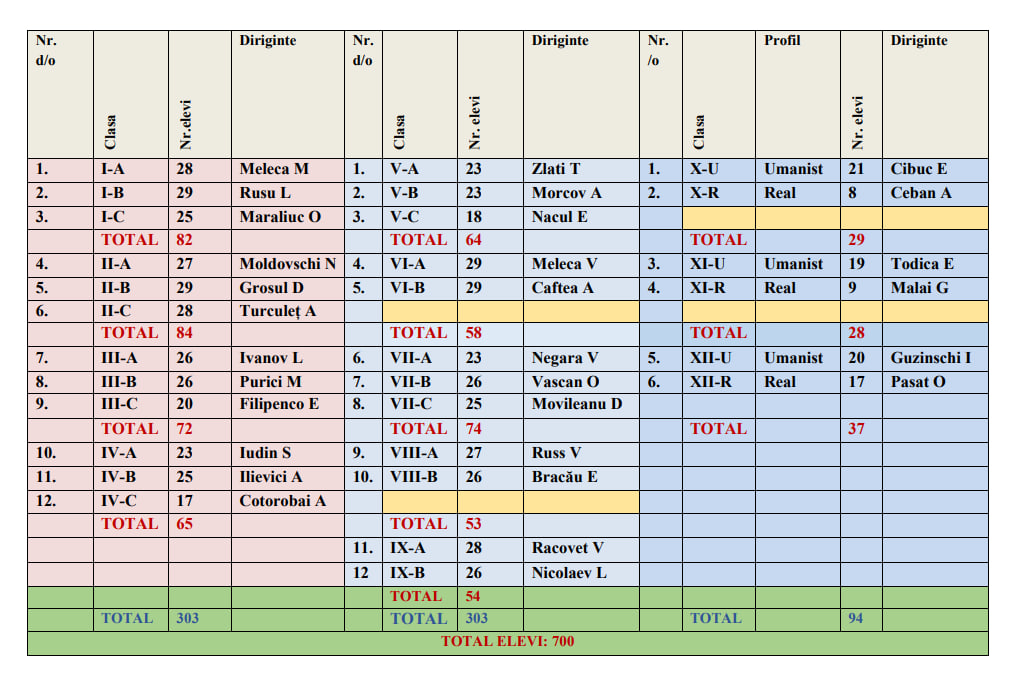 Nr. d/o Clasa Nr.elevi Diriginte Nr. d/o Clasa Nr. elevi Diriginte Nr. /o Clasa Profil Nr. elevi Diriginte
1. I-A 28 Meleca M 1. V-A 23 Zlati T 1. X-U Umanist 21 Cibuc E
2. I-B 29 Rusu L 2. V-B 23 Morcov A 2. X-R Real 8 Ceban A
3. I-C 25 Maraliuc O 3. V-C 18 Nacul E
TOTAL 82 TOTAL 64 TOTAL 29
4. II-A 27 Moldovschi N 4. VI-A 29 Meleca V 3. XI-U Umanist 19 Todica E
5. II-B 29 Grosul D 5. VI-B 29 Caftea A 4. XI-R Real 9 Malai G
6. II-C 28 Turculeț A
TOTAL 84 TOTAL 58 TOTAL 28
7. III-A 26 Ivanov L 6. VII-A 23 Negara V 5. XII-U Umanist 20 Guzinschi I
8. III-B 26 Purici M 7. VII-B 26 Vascan O 6. XII-R Real 17 Pasat O
9. III-C 20 Filipenco E 8. VII-C 25 Movileanu D
TOTAL 72 TOTAL 74 TOTAL 37
10. IV-A 23 Iudin S 9. VIII-A 27 Russ V
11. IV-B 25 Ilievici A 10. VIII-B 26 Bracău E
12. IV-C 17 Cotorobai A
TOTAL 65 TOTAL 53
11. IX-A 28 Racovet V
12 IX-B 26 Nicolaev L
TOTAL 54
TOTAL 303 TOTAL 303 TOTAL 94
TOTAL ELEVI: 700